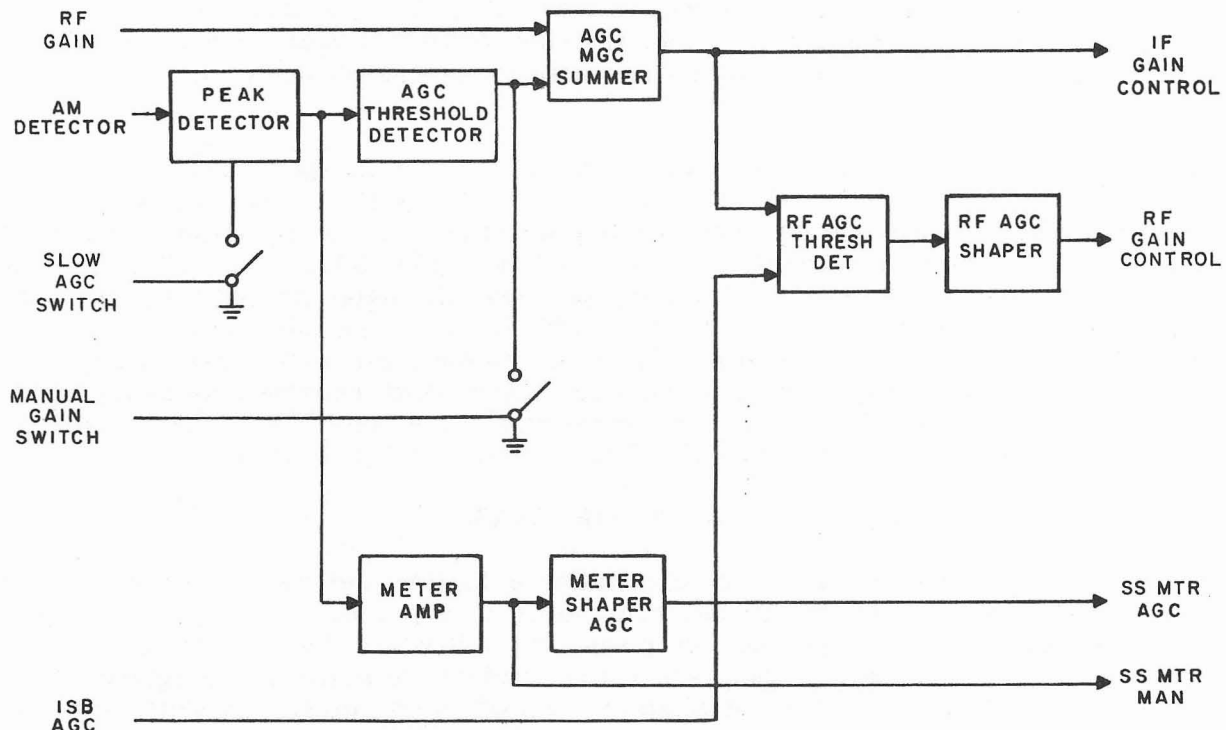 RF
GAIN
AGC
MGC
SUMMER
IF
GAIN
CONTROL
AM
DETECTOR
PEAK
DETECTOR
AGC
THRESHOLD
DETECTOR
RF AGC
THRESH
DET
RF AGC
SHAPER
RF
GAIN
CONTROL
SLOW
AGC
SWITCH
MANUAL
GAIN
SWITCH
METER
AMP
METER
SHAPER
AGC
SS MTR
AGC
SS MTR
MAN
ISB
AGC